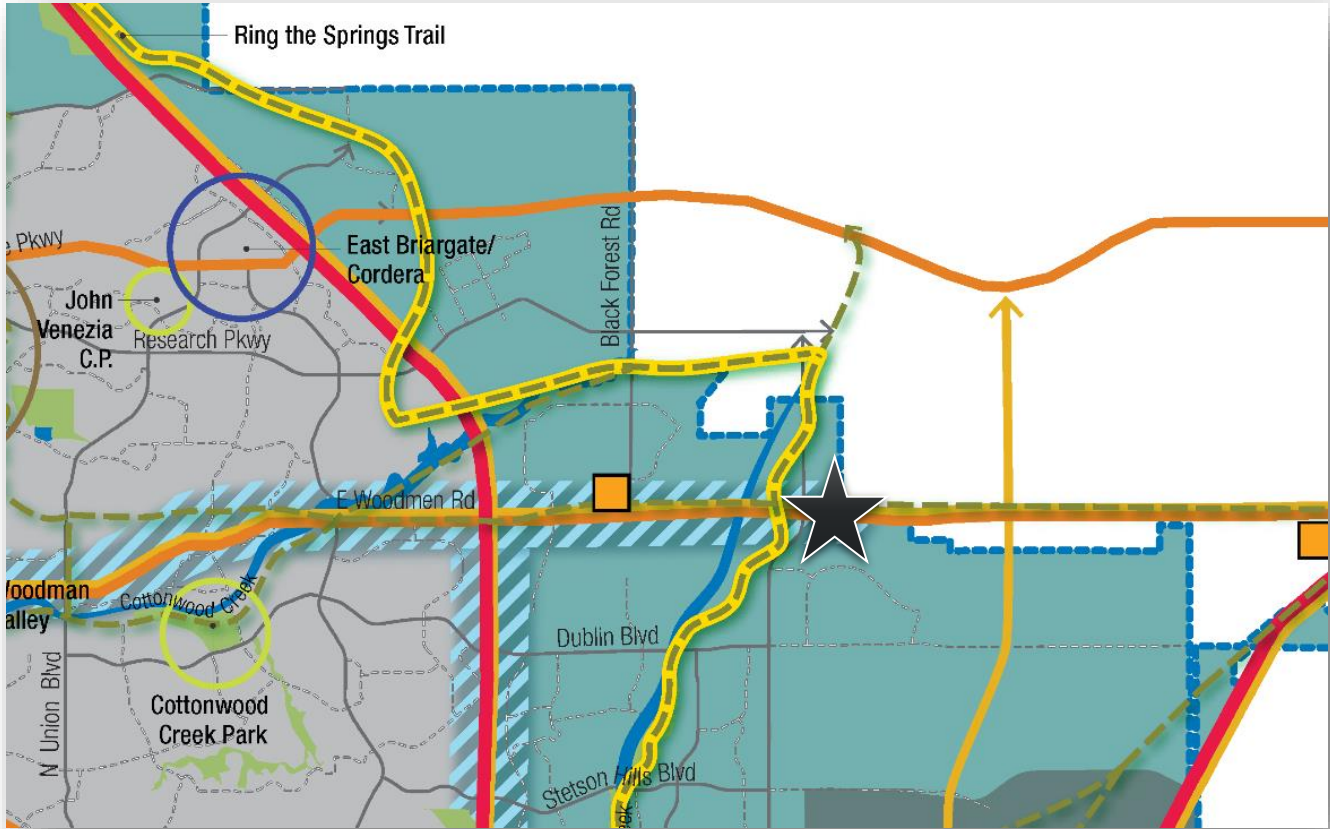 Ring the Springs Trail
Black Forest Rd
e Pkwy
East Briargate/
Cordera
John
Venezia
C.P.
Research Pkwy
E Woodmen Rd
Woodman
alley
Cottonwood Creek
Dublin Blvd
N Union Blvd
Cottonwood
Creek Park
Stetson Hills Blvd
eek